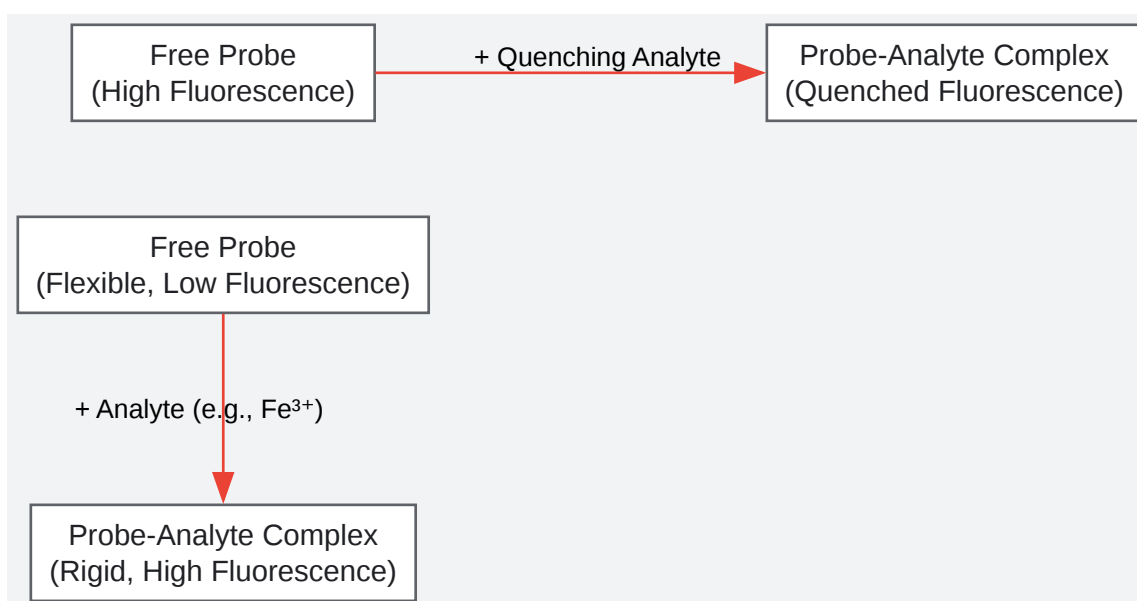 Free Probe
(High Fluorescence)
+ Quenching Analyte
Probe-Analyte Complex
(Quenched Fluorescence)
Free Probe
(Flexible, Low Fluorescence)
+ Analyte (e.g., Fe³⁺)
Probe-Analyte Complex
(Rigid, High Fluorescence)